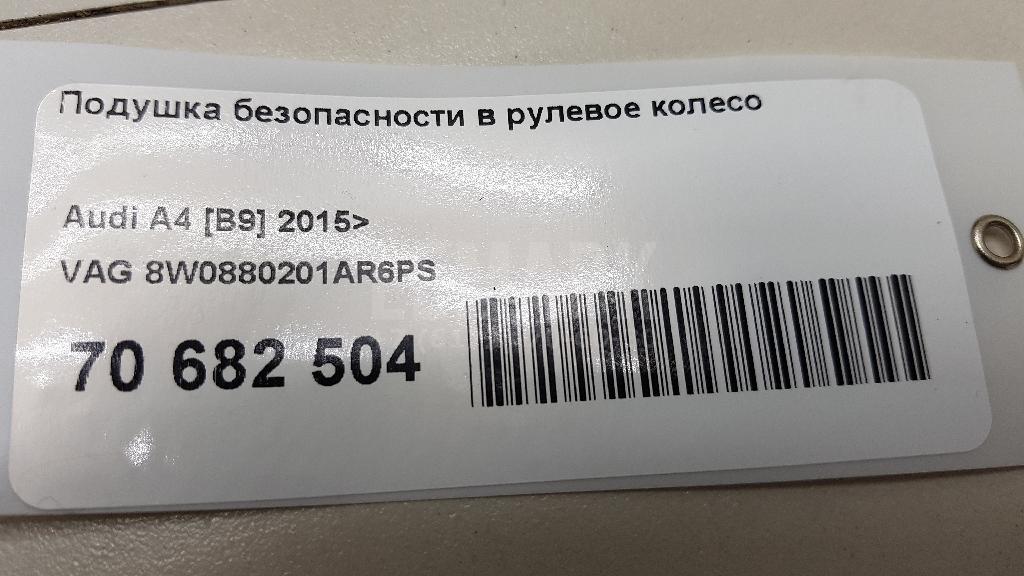 Подушка безопасности в рулевое колесо
Audi A4 [B9] 2015>
VAG 8W0880201AR6PS
70 682 504